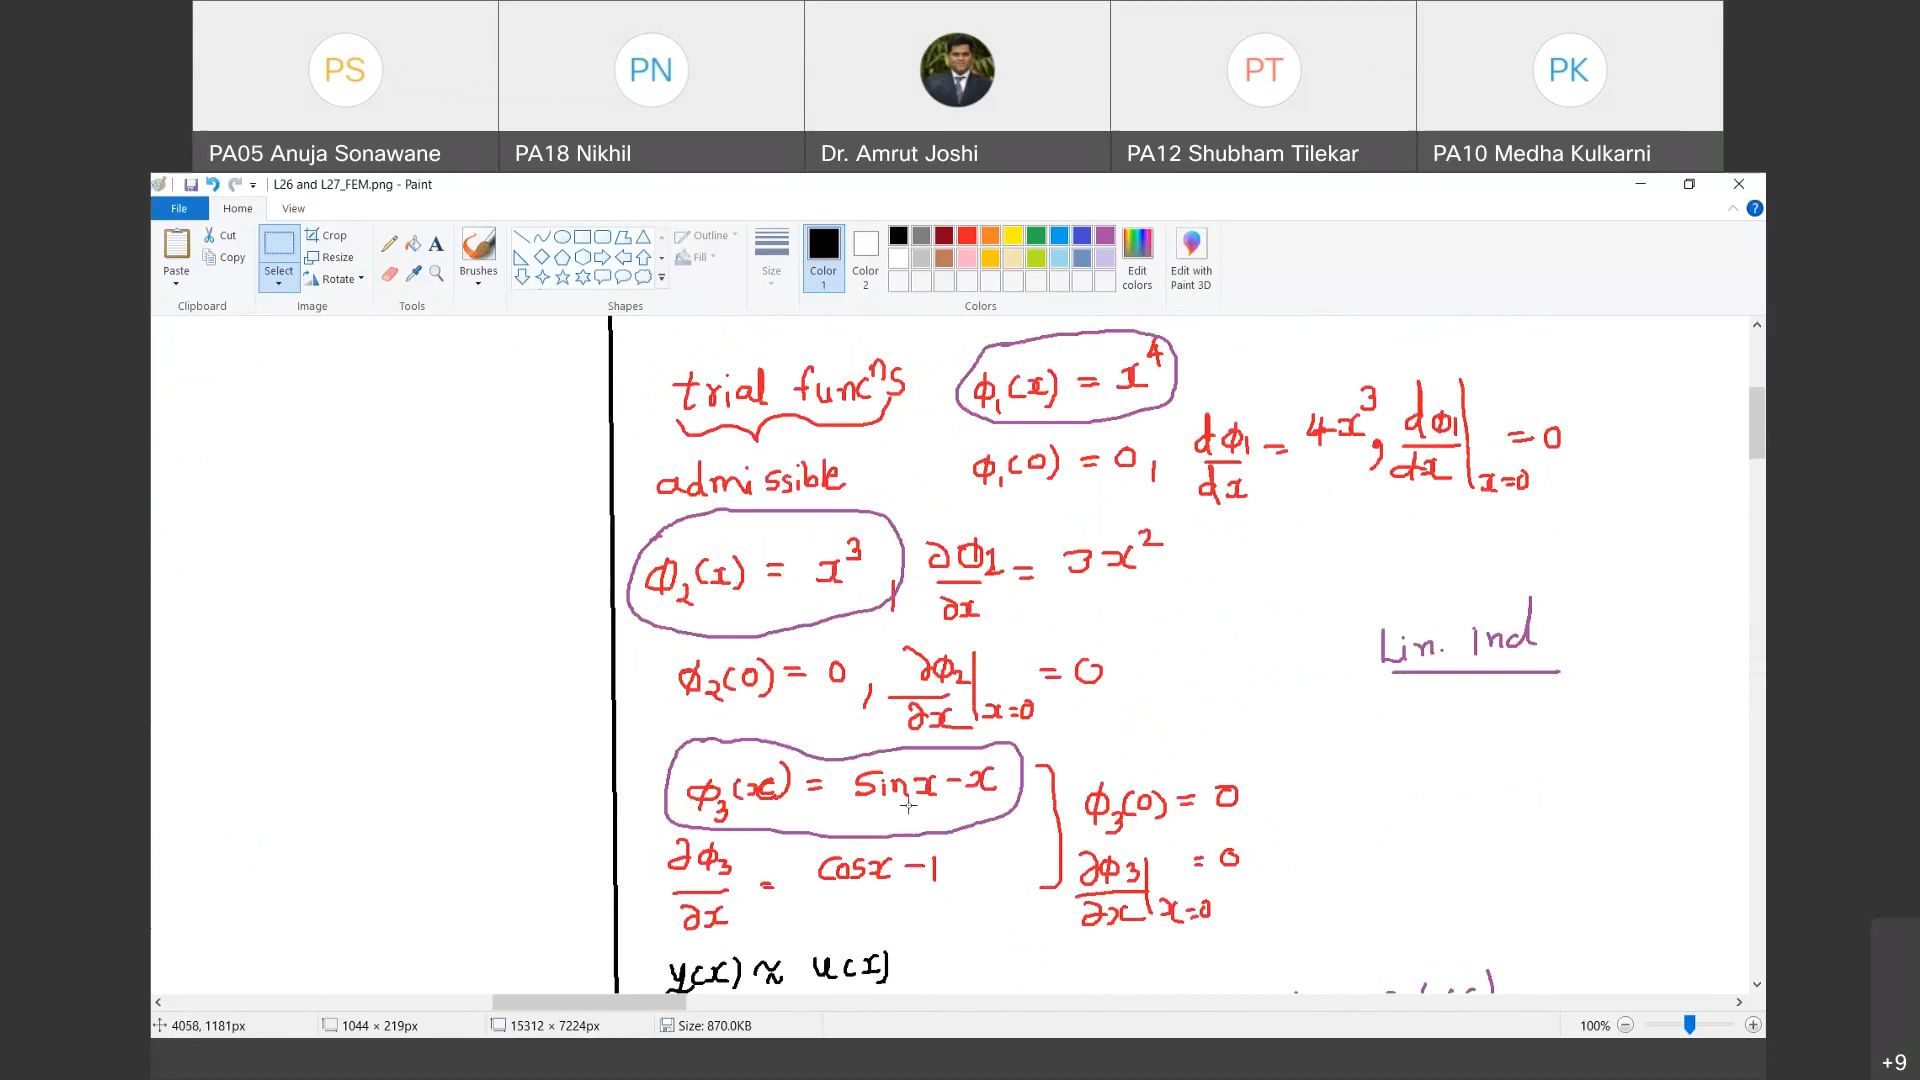 PS PN PT PK
PA05 Anuja Sonawane PA18 Nikhil Dr. Amrut Joshi PA12 Shubham Tilekar PA10 Medha Kulkarni
L26 and L27_FEM.png - Paint
File Home View
Paste Cut Copy
Select Crop Resize Rotate
A
Brushes
Outline Fill
Size
Color 1 Color 2
Edit colors
Edit with Paint 3D
Clipboard Image Tools Shapes Colors
trial funcⁿs ϕ₁(x) = x⁴
admissible ϕ₁(0) = 0, dϕ₁/dx = 4x³, dϕ₁/dx|x=0 = 0
ϕ₂(x) = x³, ∂ϕ2/∂x = 3x²
Lin. Ind
ϕ₂(0) = 0, ∂ϕ₂/∂x|x=0 = 0
ϕ₃(x) = sinx-x ϕ₃(0) = 0
∂ϕ₃/∂x = cosx-1 ∂ϕ3/∂x|x=0 = 0
y(x) ≈ u(x)
4058, 1181px 1044 × 219px 15312 × 7224px Size: 870.0KB 100%
+9